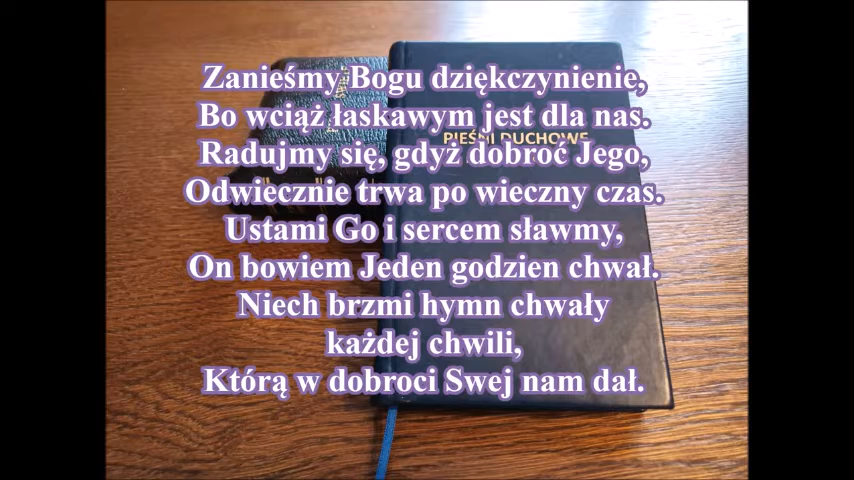 Zanieśmy Bogu dziękczynienie,
Bo wciąż łaskawym jest dla nas.
PIEŚNI DUCHOWE
Radujmy się, gdyż dobroć Jego,
Odwiecznie trwa po wieczny czas.
Ustami Go i sercem sławmy,
On bowiem Jeden godzien chwał.
Niech brzmi hymn chwały
każdej chwili,
Którą w dobroci Swej nam dał.